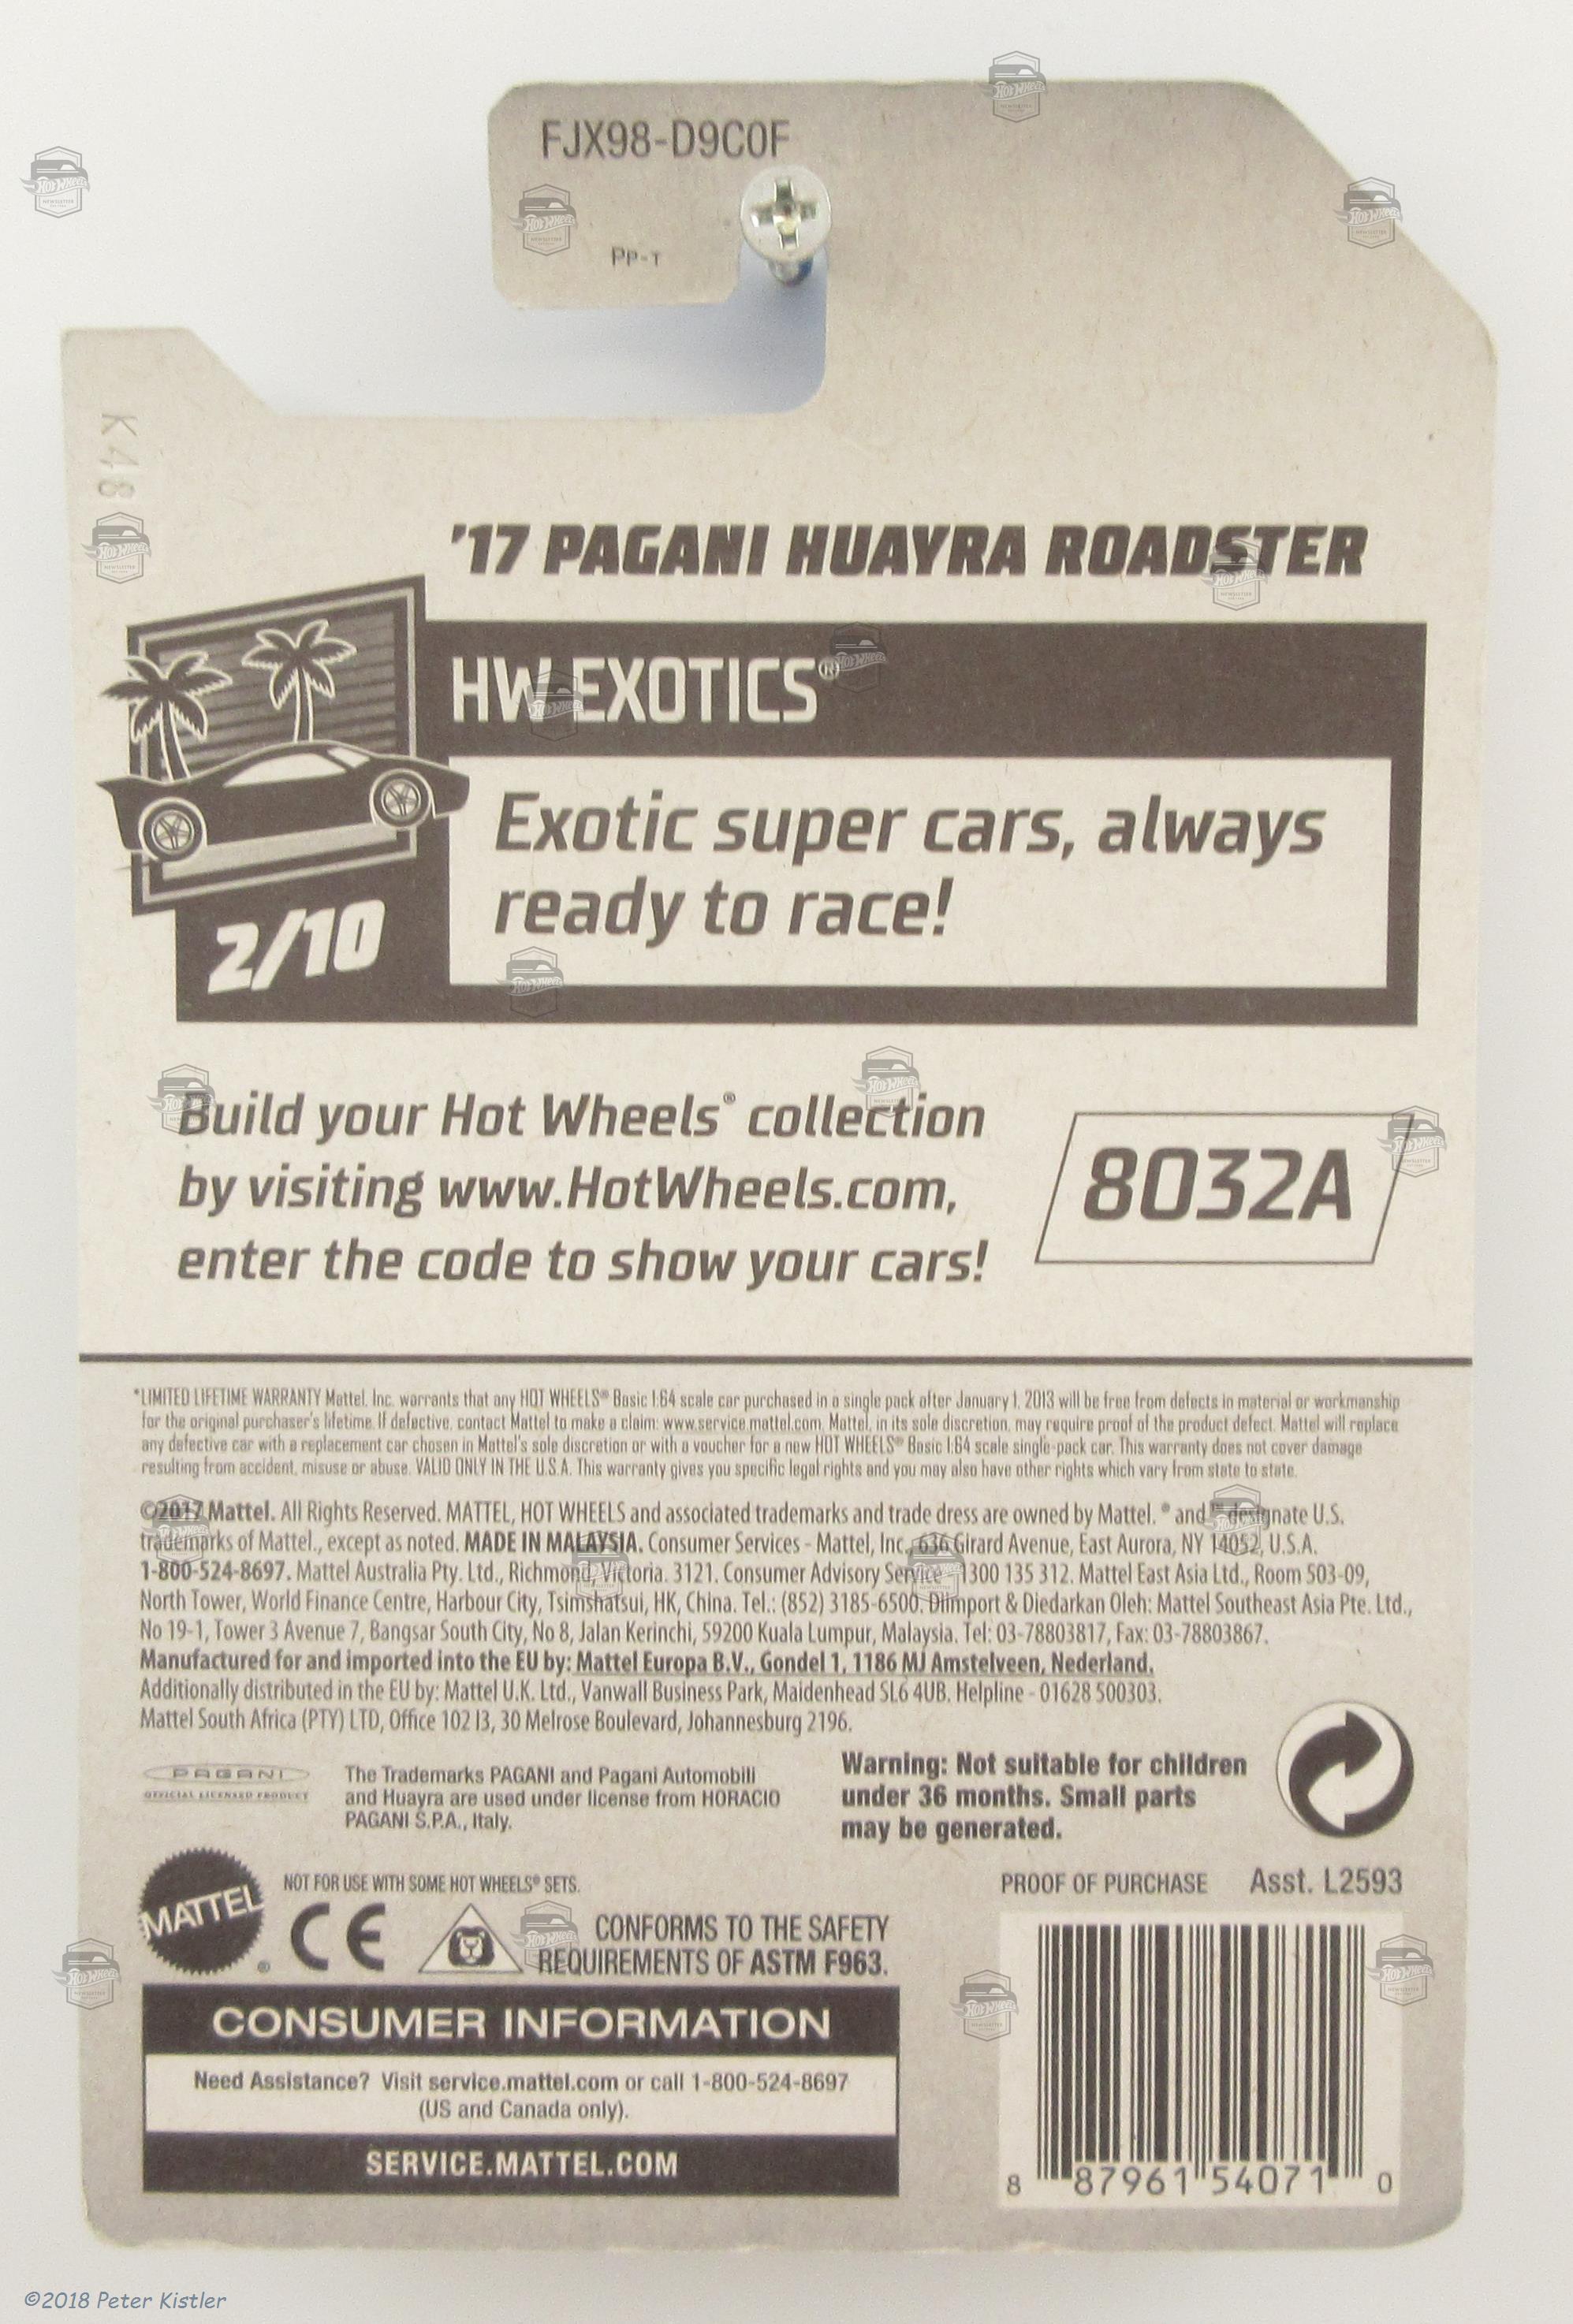 FJX98-D9C0F
PP-T
K48
'17 PAGANI HUAYRA ROADSTER
HW EXOTICS®
Exotic super cars, always
ready to race!
2/10
Build your Hot Wheels® collection
by visiting www.HotWheels.com,
enter the code to show your cars!
8032A
*LIMITED LIFETIME WARRANTY Mattel, Inc. warrants that any HOT WHEELS® Basic 1:64 scale car purchased in a single pack after January 1, 2013 will be free from defects in material or workmanship
for the original purchaser's lifetime. If defective, contact Mattel to make a claim: www.service.mattel.com. Mattel, in its sole discretion, may require proof of the product defect. Mattel will replace
any defective car with a replacement car chosen in Mattel's sole discretion or with a voucher for a new HOT WHEELS® Basic 1:64 scale single-pack car. This warranty does not cover damage
resulting from accident, misuse or abuse. VALID ONLY IN THE U.S.A. This warranty gives you specific legal rights and you may also have other rights which vary from state to state.
©2017 Mattel. All Rights Reserved. MATTEL, HOT WHEELS and associated trademarks and trade dress are owned by Mattel. ® and ™ designate U.S.
trademarks of Mattel., except as noted. MADE IN MALAYSIA. Consumer Services - Mattel, Inc., 636 Girard Avenue, East Aurora, NY 14052, U.S.A.
1-800-524-8697. Mattel Australia Pty. Ltd., Richmond, Victoria. 3121. Consumer Advisory Service - 1300 135 312. Mattel East Asia Ltd., Room 503-09,
North Tower, World Finance Centre, Harbour City, Tsimshatsui, HK, China. Tel.: (852) 3185-6500. Diimport & Diedarkan Oleh: Mattel Southeast Asia Pte. Ltd.,
No 19-1, Tower 3 Avenue 7, Bangsar South City, No 8, Jalan Kerinchi, 59200 Kuala Lumpur, Malaysia. Tel: 03-78803817, Fax: 03-78803867.
Manufactured for and imported into the EU by: Mattel Europa B.V., Gondel 1, 1186 MJ Amstelveen, Nederland.
Additionally distributed in the EU by: Mattel U.K. Ltd., Vanwall Business Park, Maidenhead SL6 4UB. Helpline - 01628 500303.
Mattel South Africa (PTY) LTD, Office 102 I3, 30 Melrose Boulevard, Johannesburg 2196.
PAGANI
OFFICIAL LICENSED PRODUCT
The Trademarks PAGANI and Pagani Automobili
and Huayra are used under license from HORACIO
PAGANI S.P.A., Italy.
Warning: Not suitable for children
under 36 months. Small parts
may be generated.
MATTEL®
NOT FOR USE WITH SOME HOT WHEELS® SETS.
CE
CONFORMS TO THE SAFETY
REQUIREMENTS OF ASTM F963.
PROOF OF PURCHASE Asst. L2593
CONSUMER INFORMATION
Need Assistance? Visit service.mattel.com or call 1-800-524-8697
(US and Canada only).
SERVICE.MATTEL.COM
8 87961 54071 0
©2018 Peter Kistler